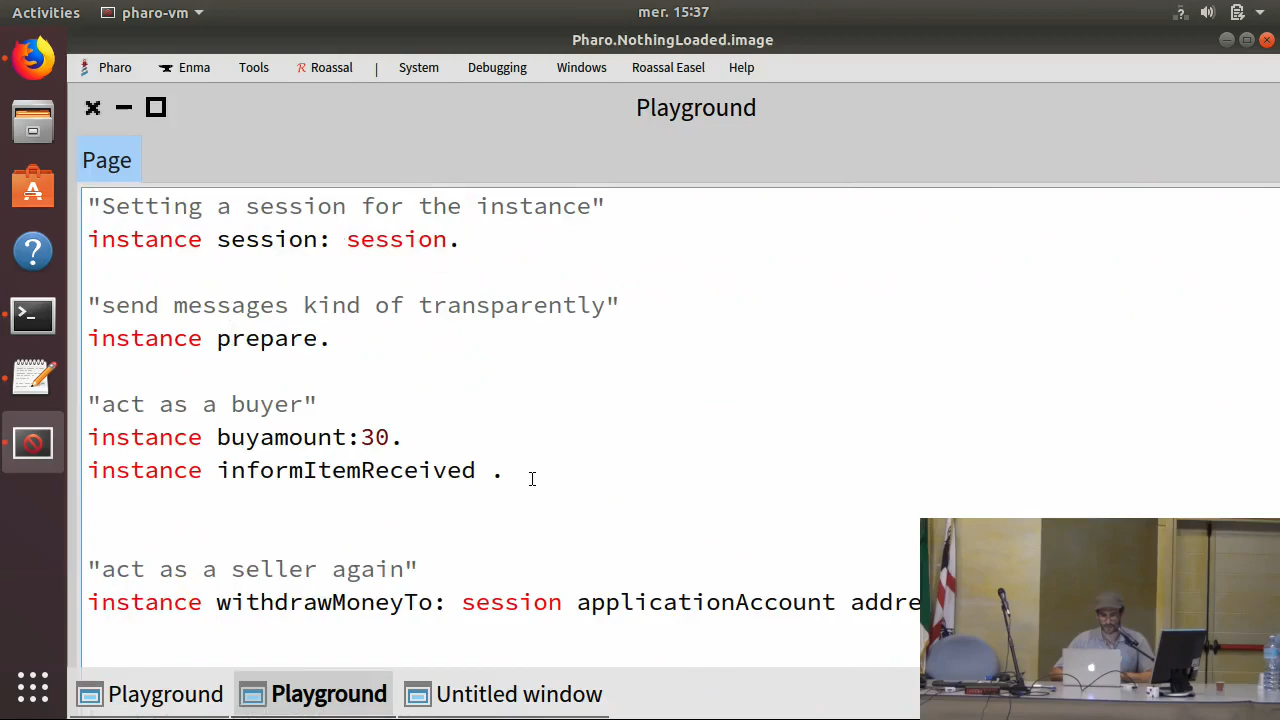 Activities pharo-vm mer. 15:37
Pharo.NothingLoaded.image
Pharo Enma Tools Roassal | System Debugging Windows Roassal Easel Help
Playground
Page
"Setting a session for the instance"
instance session: session.
"send messages kind of transparently"
instance prepare.
"act as a buyer"
instance buyamount:30.
instance informItemReceived .
"act as a seller again"
instance withdrawMoneyTo: session applicationAccount addre
Playground Playground Untitled window